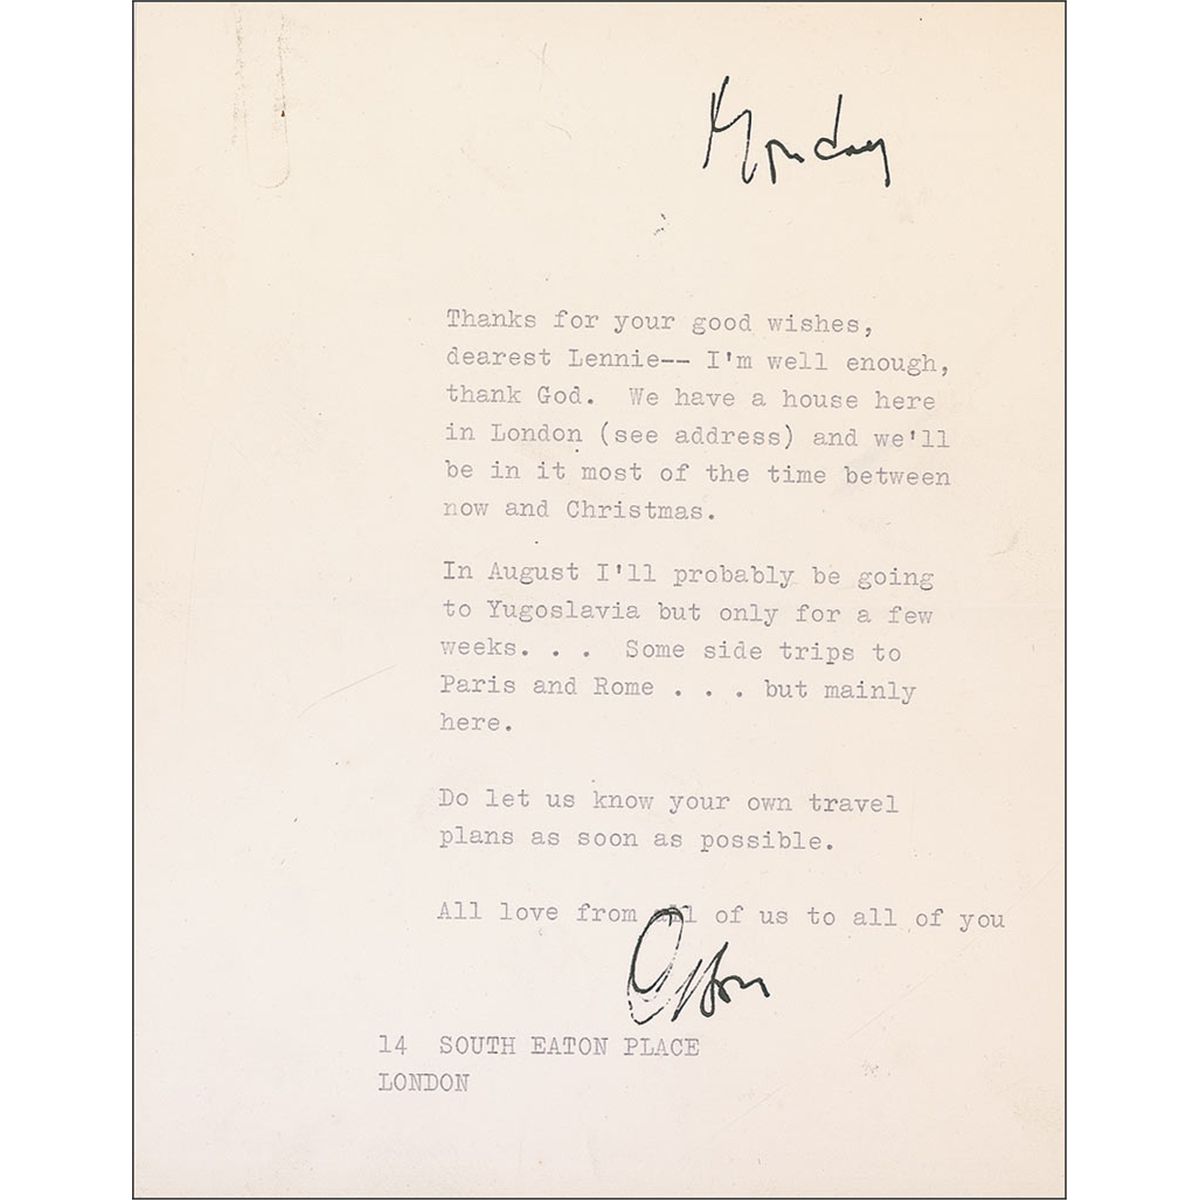 Monday
Thanks for your good wishes,
dearest Lennie-- I'm well enough,
thank God.  We have a house here
in London (see address) and we'll
be in it most of the time between
now and Christmas.
In August I'll probably be going
to Yugoslavia but only for a few
weeks. . .  Some side trips to
Paris and Rome . . . but mainly
here.
Do let us know your own travel
plans as soon as possible.
All love from all of us to all of you
14  SOUTH EATON PLACE
LONDON